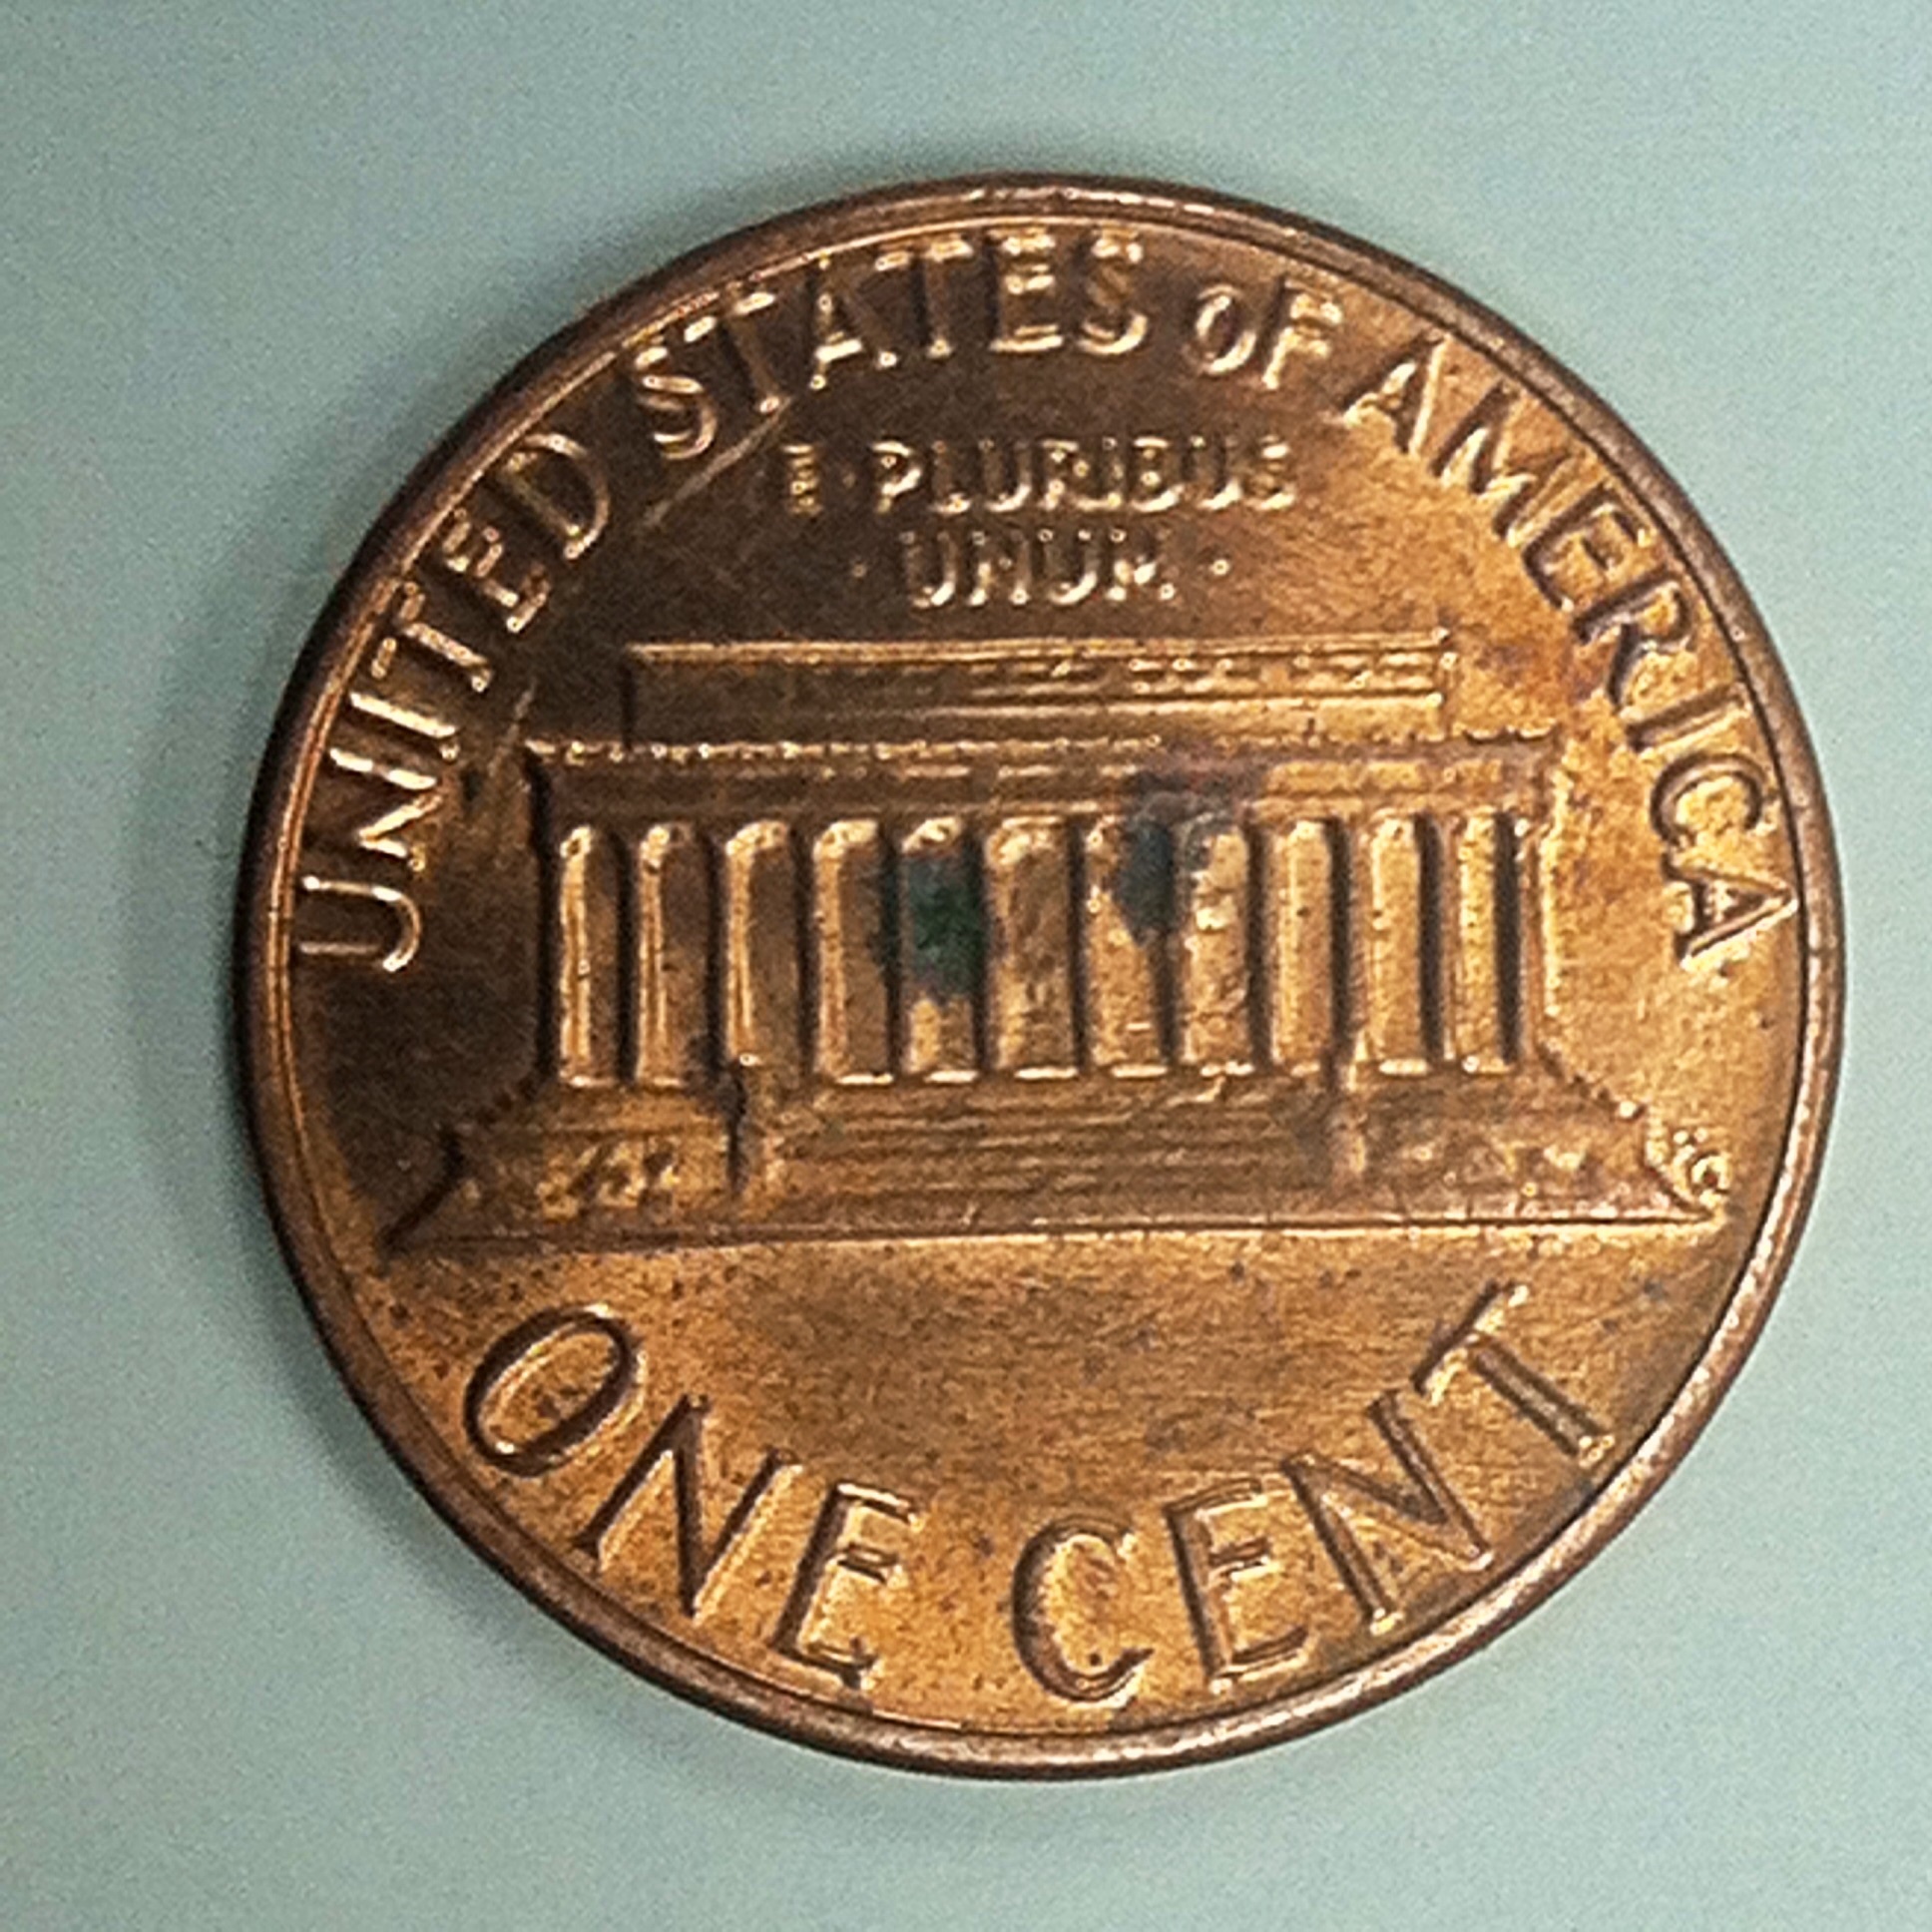 UNITED STATES OF AMERICA
E · PLURIBUS
· UNUM ·
ONE CENT